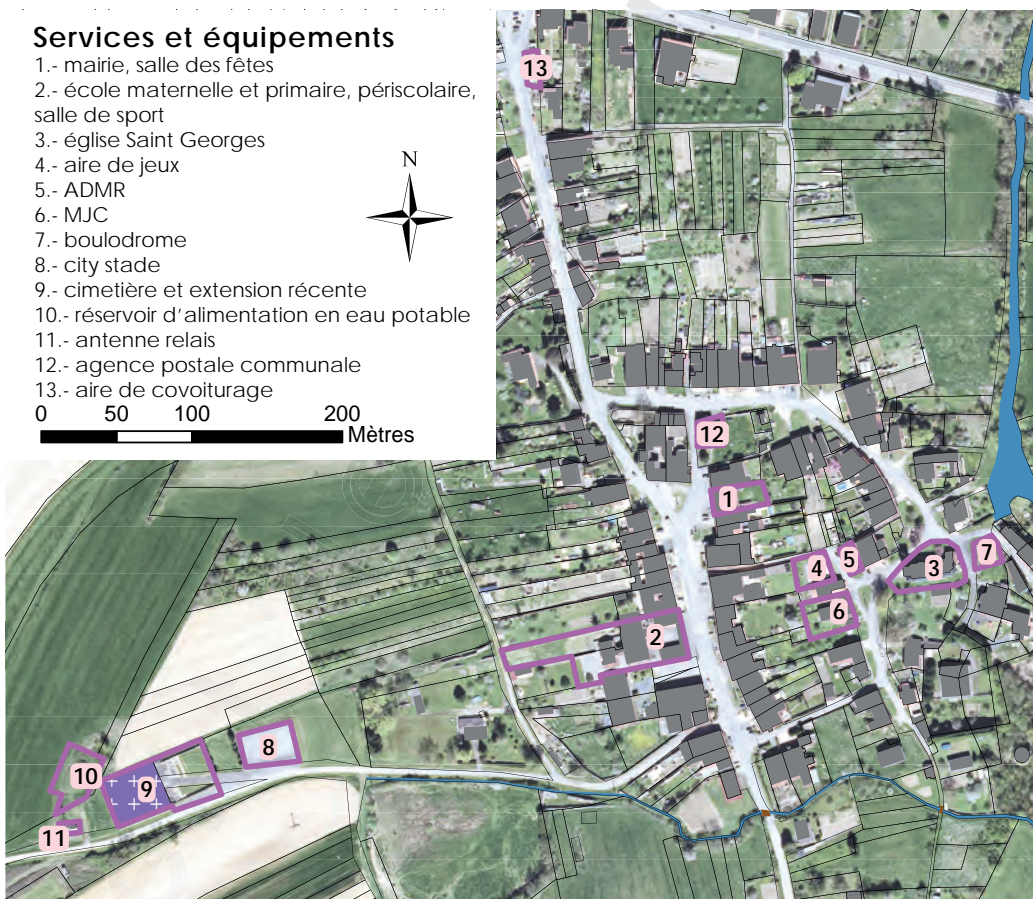 Services et équipements
1.- mairie, salle des fêtes
2.- école maternelle et primaire, périscolaire,
salle de sport
3.- église Saint Georges
4.- aire de jeux
5.- ADMR
6.- MJC
7.- boulodrome
8.- city stade
9.- cimetière et extension récente
10.- réservoir d'alimentation en eau potable
11.- antenne relais
12.- agence postale communale
13.- aire de covoiturage
N
0 50 100 200
Mètres
13
12
1
5
4
3
7
6
2
8
10
9
11